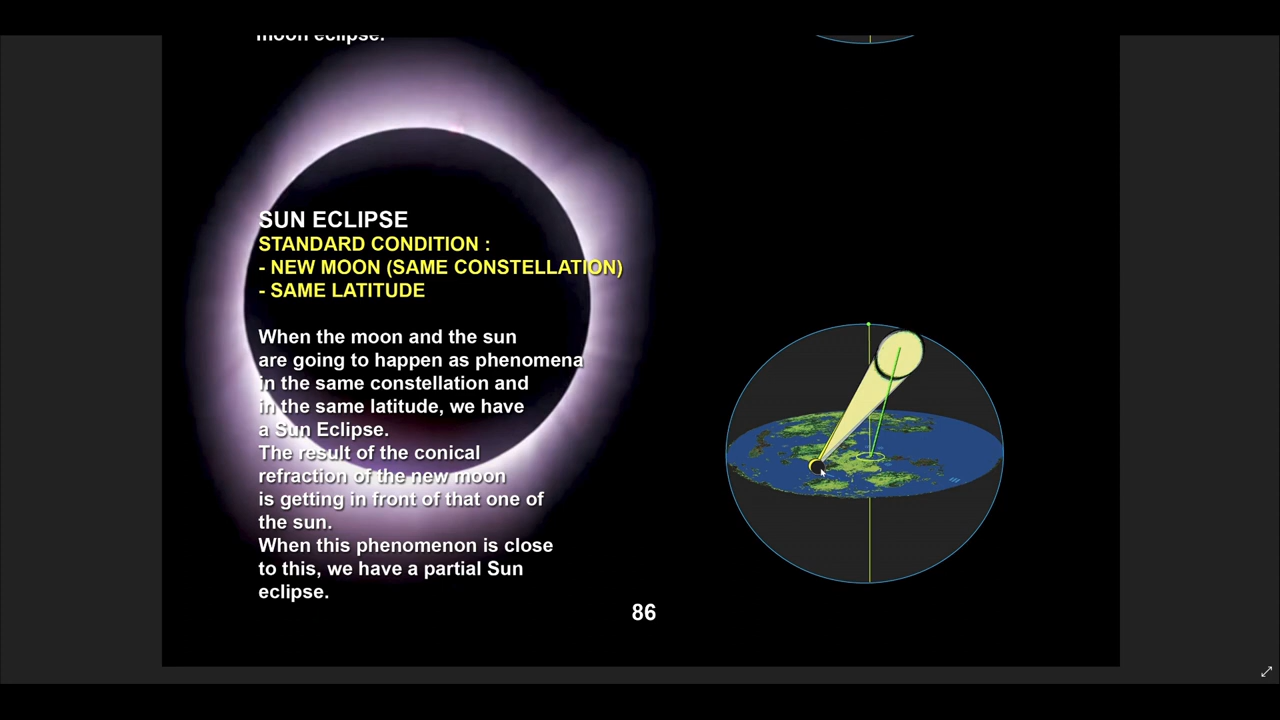 moon eclipse.
SUN ECLIPSE
STANDARD CONDITION :
- NEW MOON (SAME CONSTELLATION)
- SAME LATITUDE
When the moon and the sun
are going to happen as phenomena
in the same constellation and
in the same latitude, we have
a Sun Eclipse.
The result of the conical
refraction of the new moon
is getting in front of that one of
the sun.
When this phenomenon is close
to this, we have a partial Sun
eclipse.
86